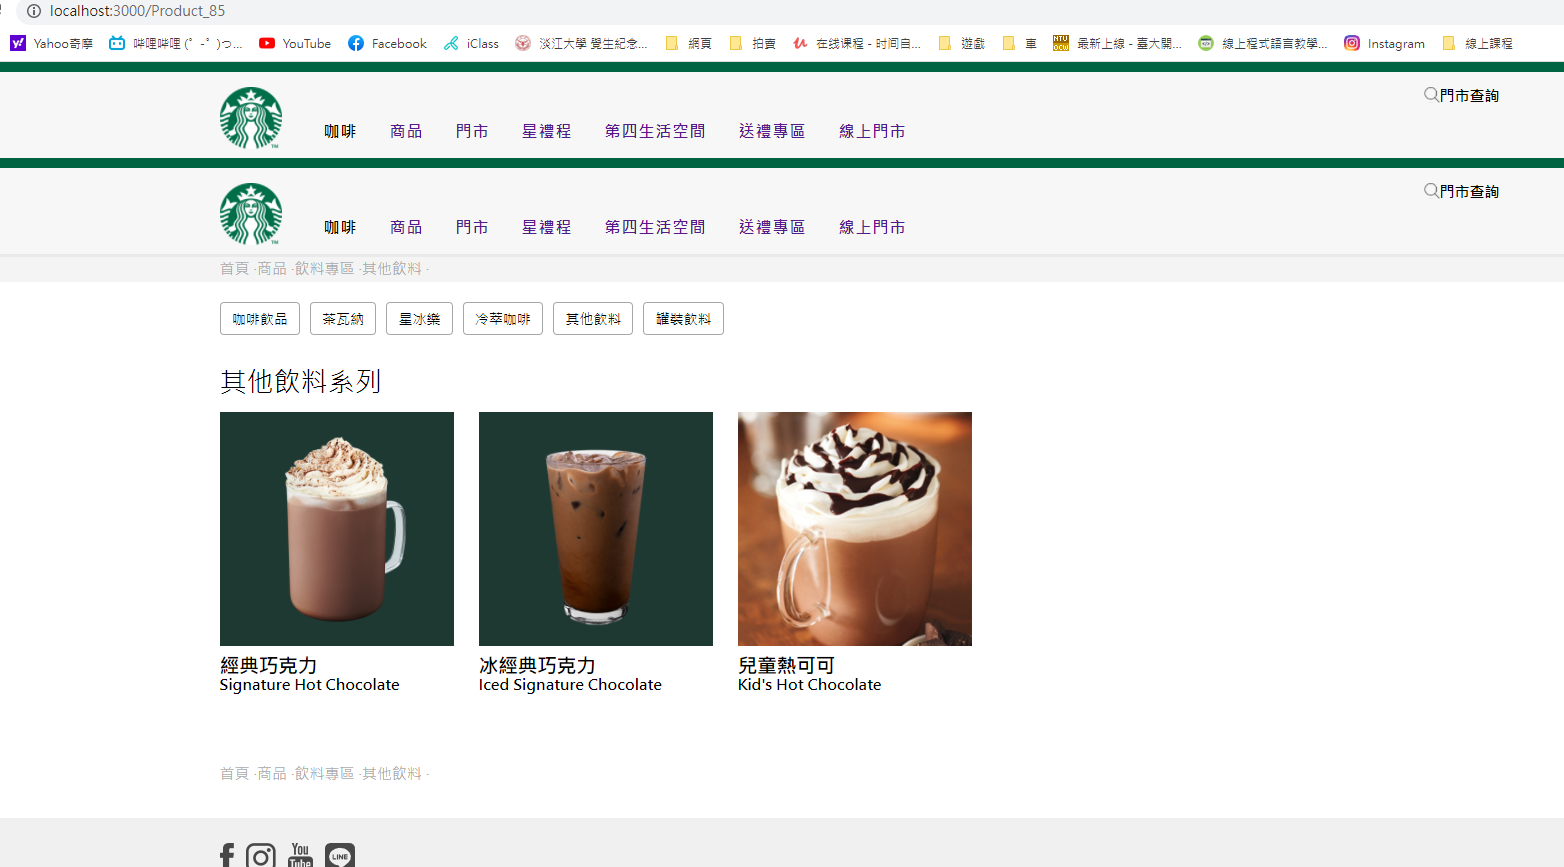 localhost:3000/Product_85
Yahoo奇摩 哔哩哔哩 (゜-゜)つ... YouTube Facebook iClass 淡江大學 覺生紀念... 網頁 拍賣 在线课程 - 时间自... 遊戲 車 最新上線 - 臺大開... 線上程式語言教學... Instagram 線上課程
門市查詢
咖啡 商品 門市 星禮程 第四生活空間 送禮專區 線上門市
門市查詢
咖啡 商品 門市 星禮程 第四生活空間 送禮專區 線上門市
首頁 ·商品 ·飲料專區 ·其他飲料 ·
咖啡飲品 茶瓦納 星冰樂 冷萃咖啡 其他飲料 罐裝飲料
其他飲料系列
經典巧克力
Signature Hot Chocolate
冰經典巧克力
Iced Signature Chocolate
兒童熱可可
Kid's Hot Chocolate
首頁 ·商品 ·飲料專區 ·其他飲料 ·
You
Tube
LINE